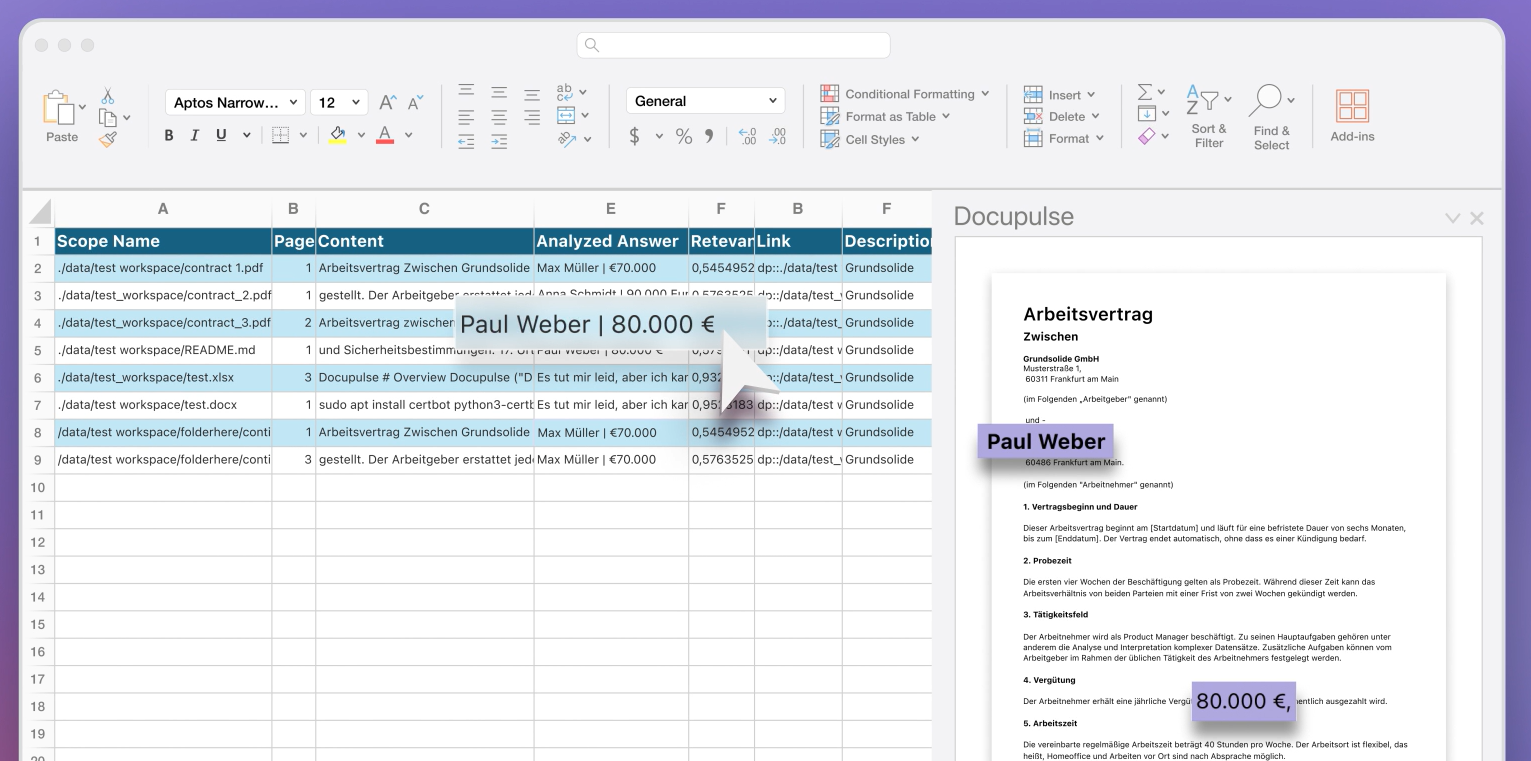 Aptos Narrow...
12
General
Conditional Formatting
Format as Table
Cell Styles
Insert
Delete
Format
Paste
B I U
$ % 
Sort &
Filter
Find &
Select
Add-ins
A B C E F B F
1 Scope Name Page Content Analyzed Answer Retevar Link Descriptio
2 ./data/test workspace/contract 1.pdf 1 Arbeitsvertrag Zwischen Grundsolide Max Müller | €70.000 0,5454952 dp::./data/test Grundsolide
3 ./data/test_workspace/contract_2.pdf 1 gestellt. Der Arbeitgeber erstattet jed Anna Schmidt | 90.000 Eur 0,5763525 dp::/data/test_ Grundsolide
4 ./data/test_workspace/contract_3.pdf 2 Arbeitsvertrag zwischen Paul Weber | 80.000 € /data/test_ Grundsolide
5 ./data/test workspace/README.md 1 und Sicherheitsbestimmungen. 17. Paul Weber | 80.000 € dp::/data/test Grundsolide
6 ./data/test_workspace/test.xlsx 3 Docupulse # Overview Docupulse ("D Es tut mir leid, aber ich kar dp::/data/test Grundsolide
7 ./data/test workspace/test.docx 1 sudo apt install certbot python3-certb Es tut mir leid, aber ich kar dp::/data/test Grundsolide
8 /data/test workspace/folderhere/conti 1 Arbeitsvertrag Zwischen Grundsolide Max Müller | €70.000 0,5454952 dp::/data/test Grundsolide
9 /data/test workspace/folderhere/conti 3 gestellt. Der Arbeitgeber erstattet jed Max Müller | €70.000 0,5763525 dp::/data/test_ Grundsolide
10
11
12
13
14
15
16
17
18
19
20
Docupulse
Arbeitsvertrag
Zwischen
Grundsolide GmbH
Musterstraße 1,
60311 Frankfurt am Main
(im Folgenden „Arbeitgeber" genannt)
und -
Paul Weber
60486 Frankfurt am Main.
(im Folgenden "Arbeitnehmer" genannt)
1. Vertragsbeginn und Dauer
Dieser Arbeitsvertrag beginnt am [Startdatum] und läuft für eine befristete Dauer von sechs Monaten,
bis zum [Enddatum]. Der Vertrag endet automatisch, ohne dass es einer Kündigung bedarf.
2. Probezeit
Die ersten vier Wochen der Beschäftigung gelten als Probezeit. Während dieser Zeit kann das
Arbeitsverhältnis von beiden Parteien mit einer Frist von zwei Wochen gekündigt werden.
3. Tätigkeitsfeld
Der Arbeitnehmer wird als Product Manager beschäftigt. Zu seinen Hauptaufgaben gehören unter
anderem die Analyse und Interpretation komplexer Datensätze. Zusätzliche Aufgaben können vom
Arbeitgeber im Rahmen der üblichen Tätigkeit des Arbeitnehmers festgelegt werden.
4. Vergütung
Der Arbeitnehmer erhält eine jährliche Vergü 80.000 €, entlich ausgezahlt wird.
5. Arbeitszeit
Die vereinbarte regelmäßige Arbeitszeit beträgt 40 Stunden pro Woche. Der Arbeitsort ist flexibel, das
heißt, Homeoffice und Arbeiten vor Ort sind nach Absprache möglich.